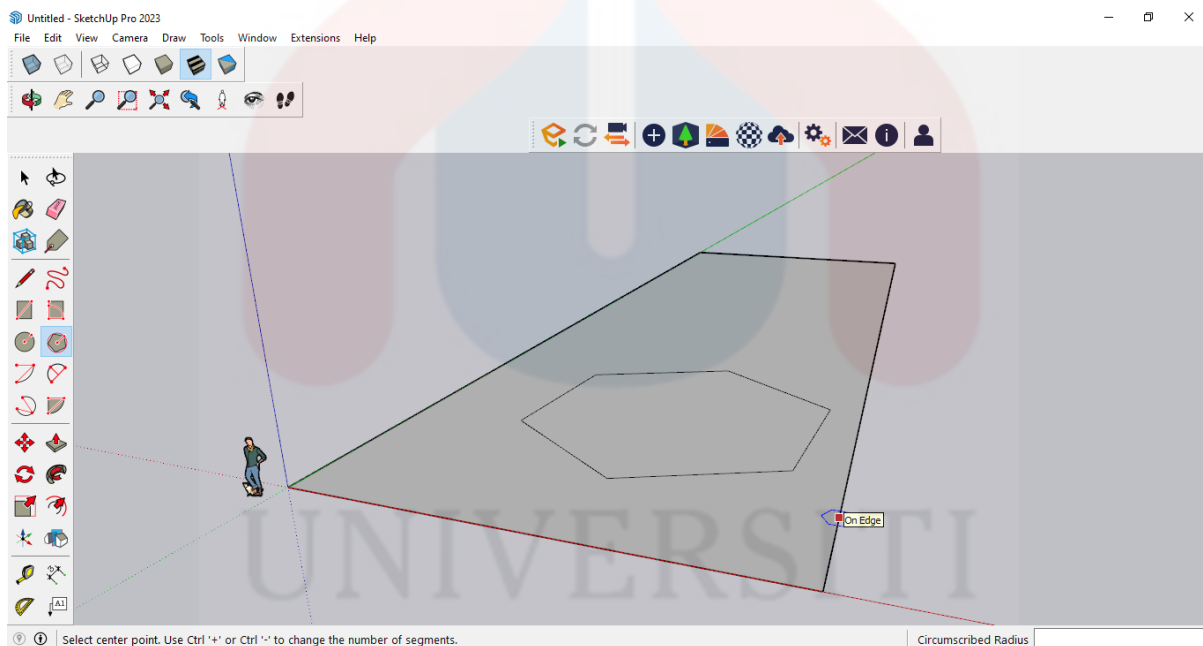 Untitled - SketchUp Pro 2023
File Edit View Camera Draw Tools Window Extensions Help
A1
On Edge
UNIVERSITI
Select center point. Use Ctrl '+' or Ctrl '-' to change the number of segments.
Circumscribed Radius